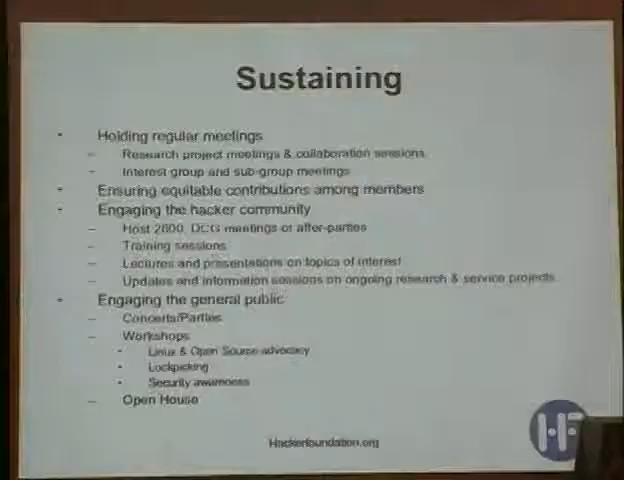 Sustaining
• Holding regular meetings
– Research project meetings & collaboration sessions
– Interest group and sub-group meetings
• Ensuring equitable contributions among members
• Engaging the hacker community
– Host 2600, DCG meetings or after-parties
– Training sessions
– Lectures and presentations on topics of interest
– Updates and information sessions on ongoing research & service projects
• Engaging the general public
– Concerts/Parties
– Workshops
• Linux & Open Source advocacy
• Lockpicking
• Security awareness
– Open House
Hackerfoundation.org
HF